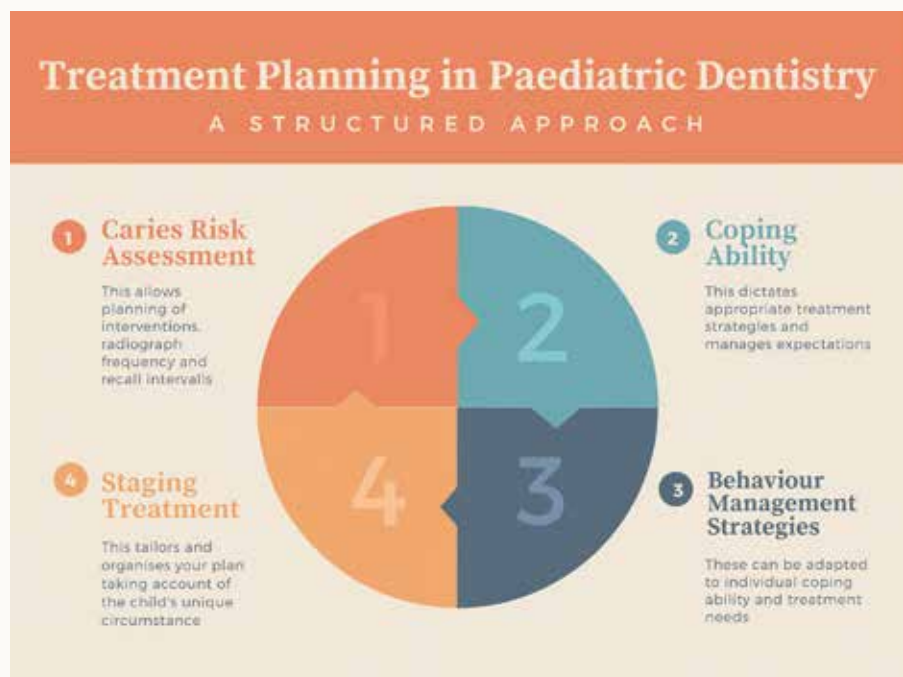 Treatment Planning in Paediatric Dentistry
A STRUCTURED APPROACH
1
Caries Risk
Assessment
This allows
planning of
interventions,
radiograph
frequency and
recall intervalls
1
2
Coping
Ability
This dictates
appropriate treatment
strategies and
manages expectations
2
3
Behaviour
Management
Strategies
These can be adapted
to individual coping
ability and treatment
needs
3
4
Staging
Treatment
This tailors and
organises your plan
taking account of
the child's unique
circumstance
4